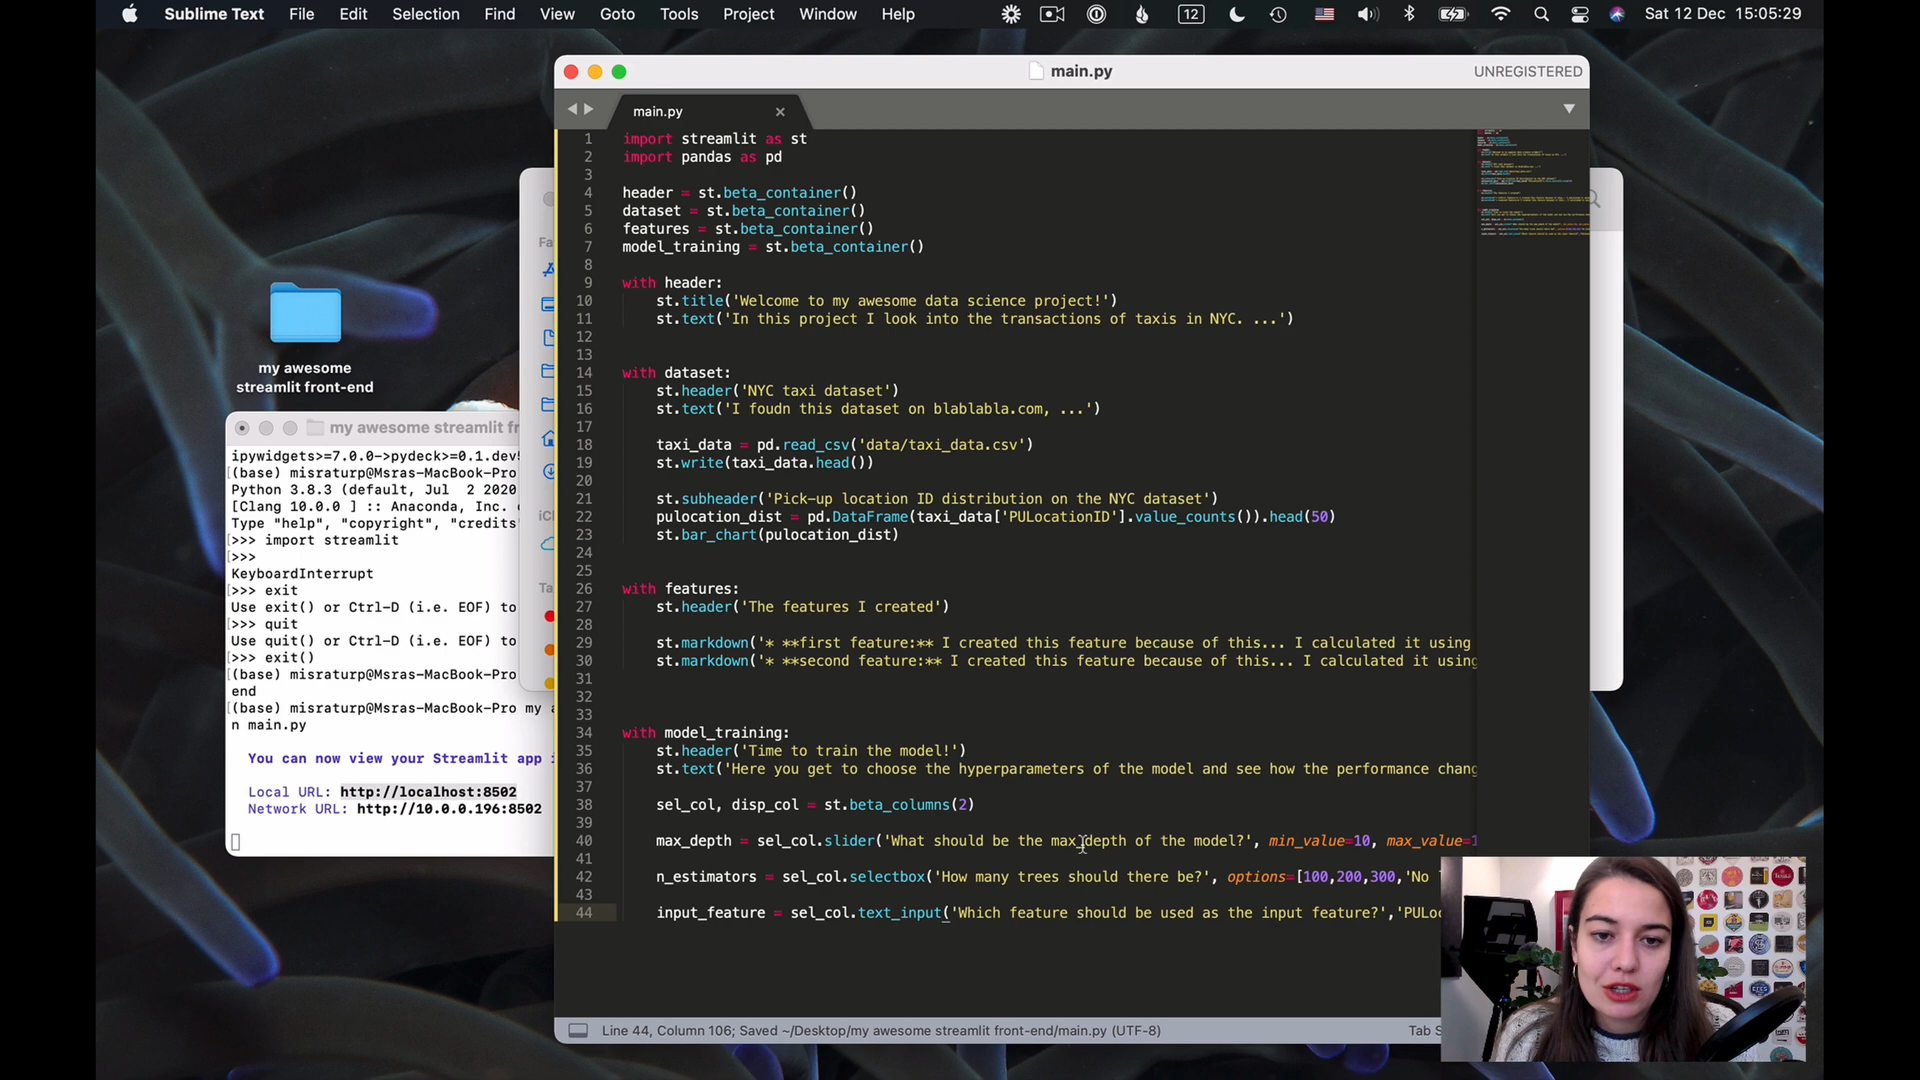 Sublime Text File Edit Selection Find View Goto Tools Project Window Help 12 Sat 12 Dec 15:05:29
main.py UNREGISTERED
main.py
1 import streamlit as st
2 import pandas as pd
3
4 header = st.beta_container()
5 dataset = st.beta_container()
6 features = st.beta_container()
7 model_training = st.beta_container()
8
9 with header:
10 st.title('Welcome to my awesome data science project!')
11 st.text('In this project I look into the transactions of taxis in NYC. ...')
12
13
14 with dataset:
15 st.header('NYC taxi dataset')
16 st.text('I foudn this dataset on blablabla.com, ...')
17
18 taxi_data = pd.read_csv('data/taxi_data.csv')
19 st.write(taxi_data.head())
20
21 st.subheader('Pick-up location ID distribution on the NYC dataset')
22 pulocation_dist = pd.DataFrame(taxi_data['PULocationID'].value_counts()).head(50)
23 st.bar_chart(pulocation_dist)
24
25
26 with features:
27 st.header('The features I created')
28
29 st.markdown('* **first feature:** I created this feature because of this... I calculated it using
30 st.markdown('* **second feature:** I created this feature because of this... I calculated it using
31
32
33
34 with model_training:
35 st.header('Time to train the model!')
36 st.text('Here you get to choose the hyperparameters of the model and see how the performance chang
37
38 sel_col, disp_col = st.beta_columns(2)
39
40 max_depth = sel_col.slider('What should be the max_depth of the model?', min_value=10, max_value=1
41
42 n_estimators = sel_col.selectbox('How many trees should there be?', options=[100,200,300,'No
43
44 input_feature = sel_col.text_input('Which feature should be used as the input feature?','PULoc
Line 44, Column 106; Saved ~/Desktop/my awesome streamlit front-end/main.py (UTF-8) Tab S
my awesome
streamlit front-end
my awesome streamlit f
ipywidgets>=7.0.0->pydeck>=0.1.dev5
(base) misraturp@Msras-MacBook-Pro
Python 3.8.3 (default, Jul 2 2020
[Clang 10.0.0 ] :: Anaconda, Inc.
Type "help", "copyright", "credits"
>>> import streamlit
>>>
KeyboardInterrupt
>>> exit
Use exit() or Ctrl-D (i.e. EOF) to
>>> quit
Use quit() or Ctrl-D (i.e. EOF) to
>>> exit()
(base) misraturp@Msras-MacBook-Pro
end
(base) misraturp@Msras-MacBook-Pro my a
n main.py
You can now view your Streamlit app i
Local URL: http://localhost:8502
Network URL: http://10.0.0.196:8502
Fa
iCl
Ta